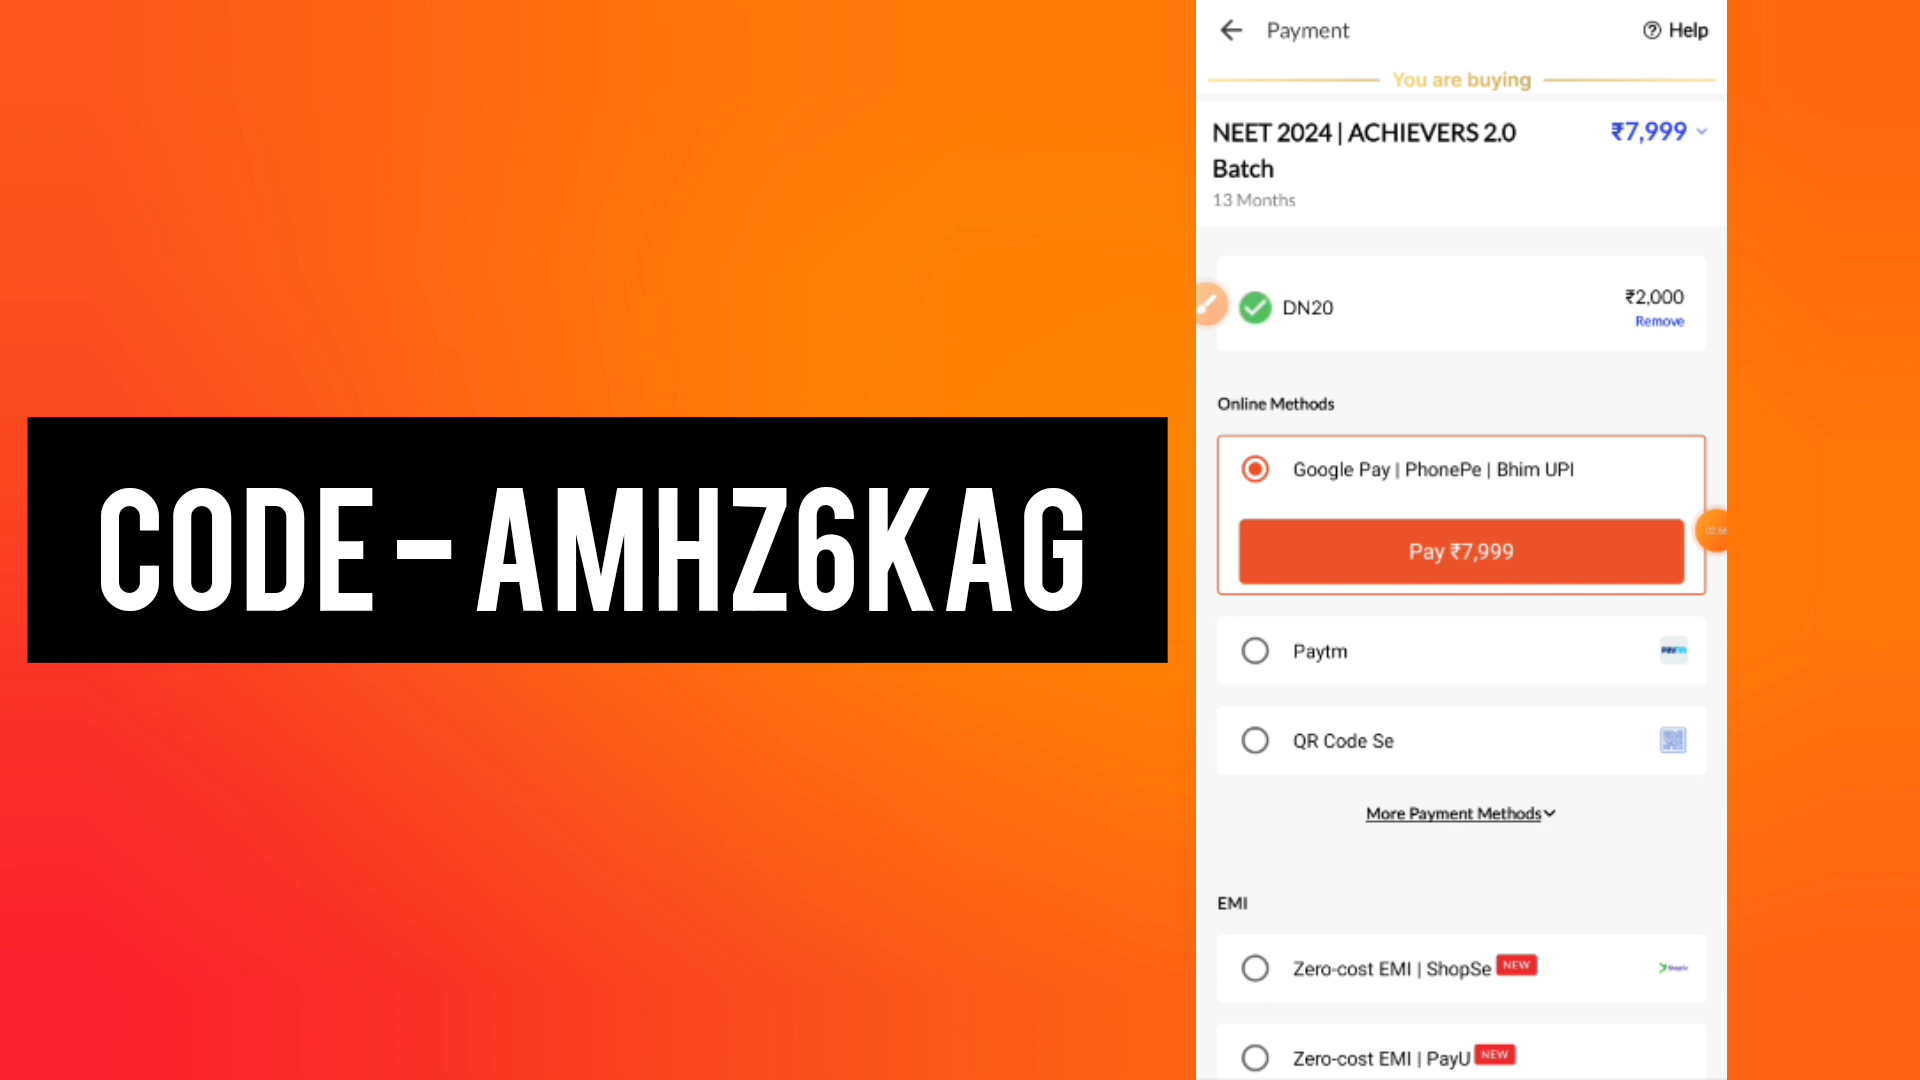 CODE – AMHZ6KAG
Payment
Help
You are buying
NEET 2024 | ACHIEVERS 2.0
Batch
₹7,999
13 Months
DN20
₹2,000
Remove
Online Methods
Google Pay | PhonePe | Bhim UPI
Pay ₹7,999
Paytm
QR Code Se
More Payment Methods
EMI
Zero-cost EMI | ShopSe NEW
Zero-cost EMI | PayU NEW